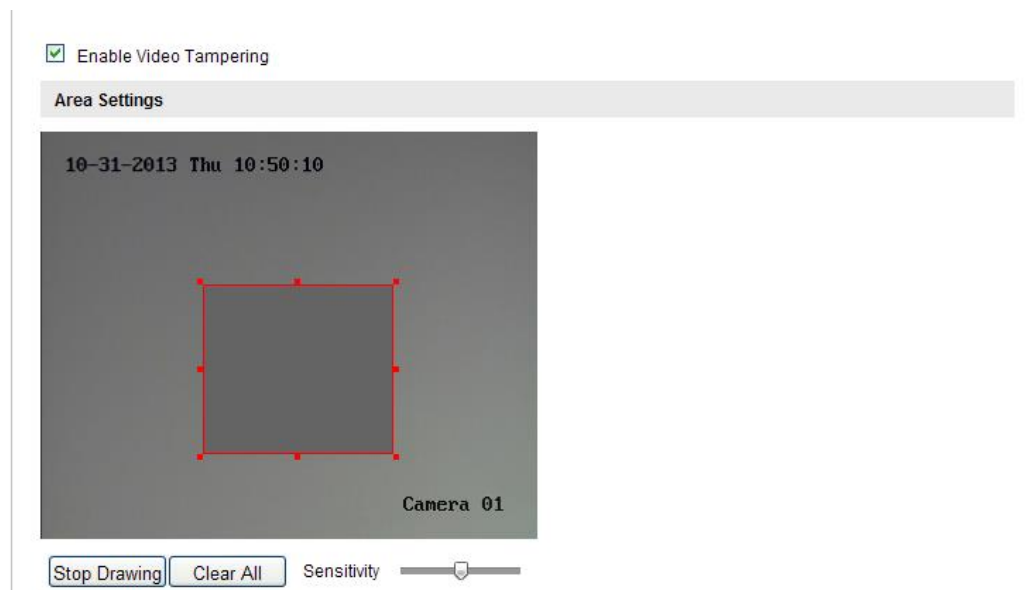 Enable Video Tampering
Area Settings
10-31-2013 Thu 10:50:10
Camera 01
Stop Drawing Clear All Sensitivity